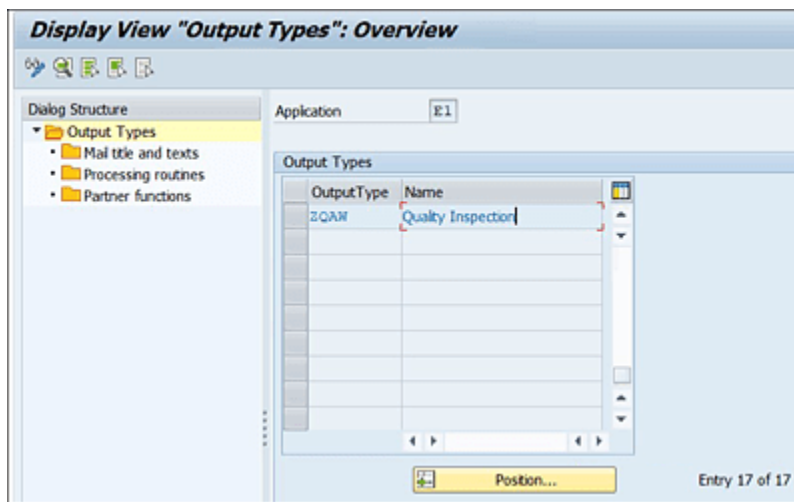 Display View "Output Types": Overview
Dialog Structure
Output Types
Mail title and texts
Processing routines
Partner functions
Application E1
Output Types
OutputType Name
ZQAN Quality Inspection
Position...
Entry 17 of 17